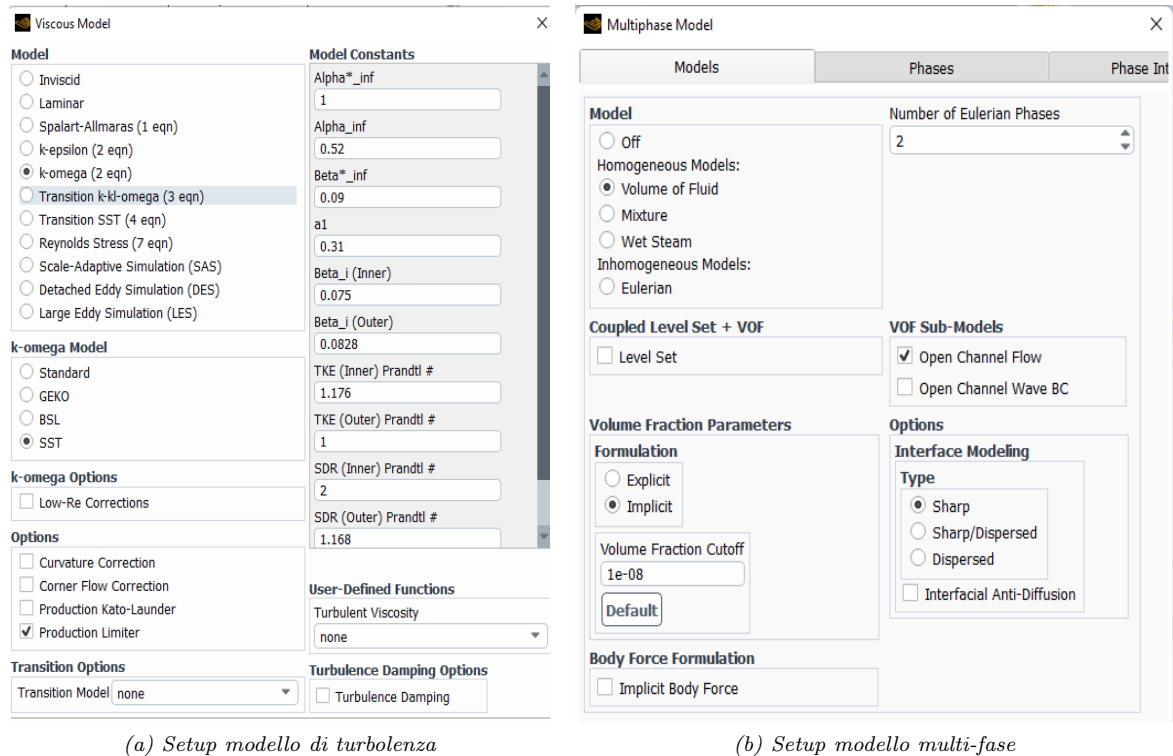 Viscous Model
Model
Inviscid
Laminar
Spalart-Allmaras (1 eqn)
k-epsilon (2 eqn)
k-omega (2 eqn)
Transition k-kl-omega (3 eqn)
Transition SST (4 eqn)
Reynolds Stress (7 eqn)
Scale-Adaptive Simulation (SAS)
Detached Eddy Simulation (DES)
Large Eddy Simulation (LES)
k-omega Model
Standard
GEKO
BSL
SST
k-omega Options
Low-Re Corrections
Options
Curvature Correction
Corner Flow Correction
Production Kato-Launder
Production Limiter
Transition Options
Transition Model none
Model Constants
Alpha*_inf
1
Alpha_inf
0.52
Beta*_inf
0.09
a1
0.31
Beta_i (Inner)
0.075
Beta_i (Outer)
0.0828
TKE (Inner) Prandtl #
1.176
TKE (Outer) Prandtl #
1
SDR (Inner) Prandtl #
2
SDR (Outer) Prandtl #
1.168
User-Defined Functions
Turbulent Viscosity
none
Turbulence Damping Options
Turbulence Damping
(a) Setup modello di turbolenza
Multiphase Model
Models Phases Phase Int
Model
Off
Homogeneous Models:
Volume of Fluid
Mixture
Wet Steam
Inhomogeneous Models:
Eulerian
Number of Eulerian Phases
2
Coupled Level Set + VOF
Level Set
VOF Sub-Models
Open Channel Flow
Open Channel Wave BC
Volume Fraction Parameters
Formulation
Explicit
Implicit
Volume Fraction Cutoff
1e-08
Default
Options
Interface Modeling
Type
Sharp
Sharp/Dispersed
Dispersed
Interfacial Anti-Diffusion
Body Force Formulation
Implicit Body Force
(b) Setup modello multi-fase